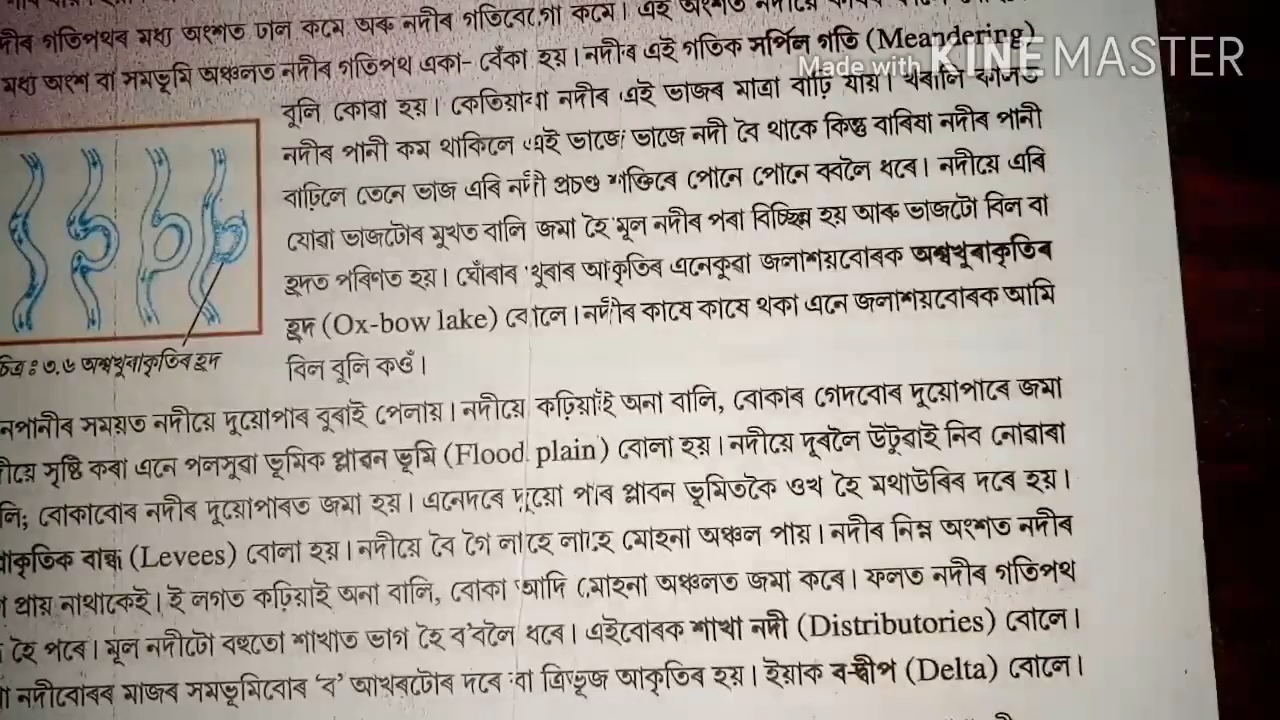 গতিপথৰ মধ্য অংশত ঢাল কমে অৰু নদীৰ গতিবেগো কমে। এই অংশত নদীয়ে
মধ্য অংশ বা সমভূমি অঞ্চলত নদীৰ গতিপথ একা-বেঁকা হয়। নদীৰ এই গতিক সৰ্পিল গতি (Meandering)
Made with KINEMASTER
বুলি কোৱা হয়। কেতিয়াবা নদীৰ এই ভাজৰ মাত্ৰা বাঢ়ি যায়। খৰালি কালত
নদীৰ পানী কম থাকিলে এই ভাজে ভাজে নদী বৈ থাকে কিন্তু বাৰিষা নদীৰ পানী
বাঢ়িলে তেনে ভাজ এৰি নদী প্ৰচণ্ড শক্তিৰে পোনে পোনে ববলৈ ধৰে। নদীয়ে এৰি
যোৱা ভাজটোৰ মুখত বালি জমা হৈ মূল নদীৰ পৰা বিচ্ছিন্ন হয় আৰু ভাজটো বিল বা
হ্ৰদত পৰিণত হয়। ঘোঁৰাৰ খুৰাৰ আকৃতিৰ এনেকুৱা জলাশয়বোৰক অশ্বখুৰাকৃতিৰ
হ্ৰদ (Ox-bow lake) বোলে। নদীৰ কাষে কাষে থকা এনে জলাশয়বোৰক আমি
বিল বুলি কওঁ।
চিত্ৰ : ৩.৬ অশ্বখুৰাকৃতিৰ হ্ৰদ
সময়ত নদীয়ে দুয়োপাৰ বুৰাই পেলায়। নদীয়ে কঢ়িয়াই অনা বালি, বোকাৰ গেদবোৰ দুয়োপাৰে জমা
সৃষ্টি কৰা এনে পলসুৱা ভূমিক প্লাৱন ভূমি (Flood plain) বোলা হয়। নদীয়ে দূৰলৈ উটুৱাই নিব নোৱাৰা
বোকাবোৰ নদীৰ দুয়োপাৰত জমা হয়। এনেদৰে দুয়ো পাৰ প্লাৱন ভূমিতকৈ ওখ হৈ মথাউৰিৰ দৰে হয়।
বান্ধ (Levees) বোলা হয়। নদীয়ে বৈ গৈ লাহে লাহে মোহনা অঞ্চল পায়। নদীৰ নিম্ন অংশত নদীৰ
প্ৰায় নাথাকেই। ই লগত কঢ়িয়াই অনা বালি, বোকা আদি মোহনা অঞ্চলত জমা কৰে। ফলত নদীৰ গতিপথ
হৈ পৰে। মূল নদীটো বহুতো শাখাত ভাগ হৈ ব'বলৈ ধৰে। এইবোৰক শাখা নদী (Distributories) বোলে।
নদীবোৰৰ মাজৰ সমভূমিবোৰ 'ব' আখৰটোৰ দৰে বা ত্ৰিভূজ আকৃতিৰ হয়। ইয়াক ব-দ্বীপ (Delta) বোলে।